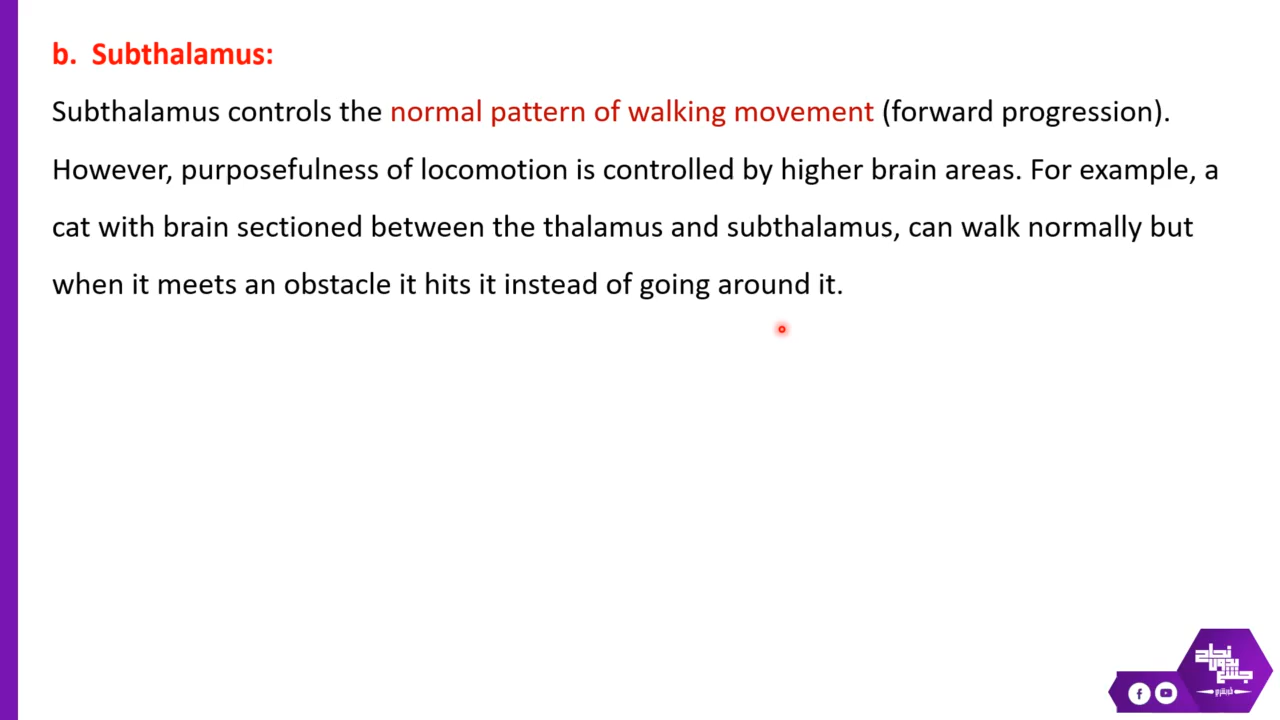 b. Subthalamus:
Subthalamus controls the normal pattern of walking movement (forward progression).
However, purposefulness of locomotion is controlled by higher brain areas. For example, a
cat with brain sectioned between the thalamus and subthalamus, can walk normally but
when it meets an obstacle it hits it instead of going around it.
نجاح
بدون